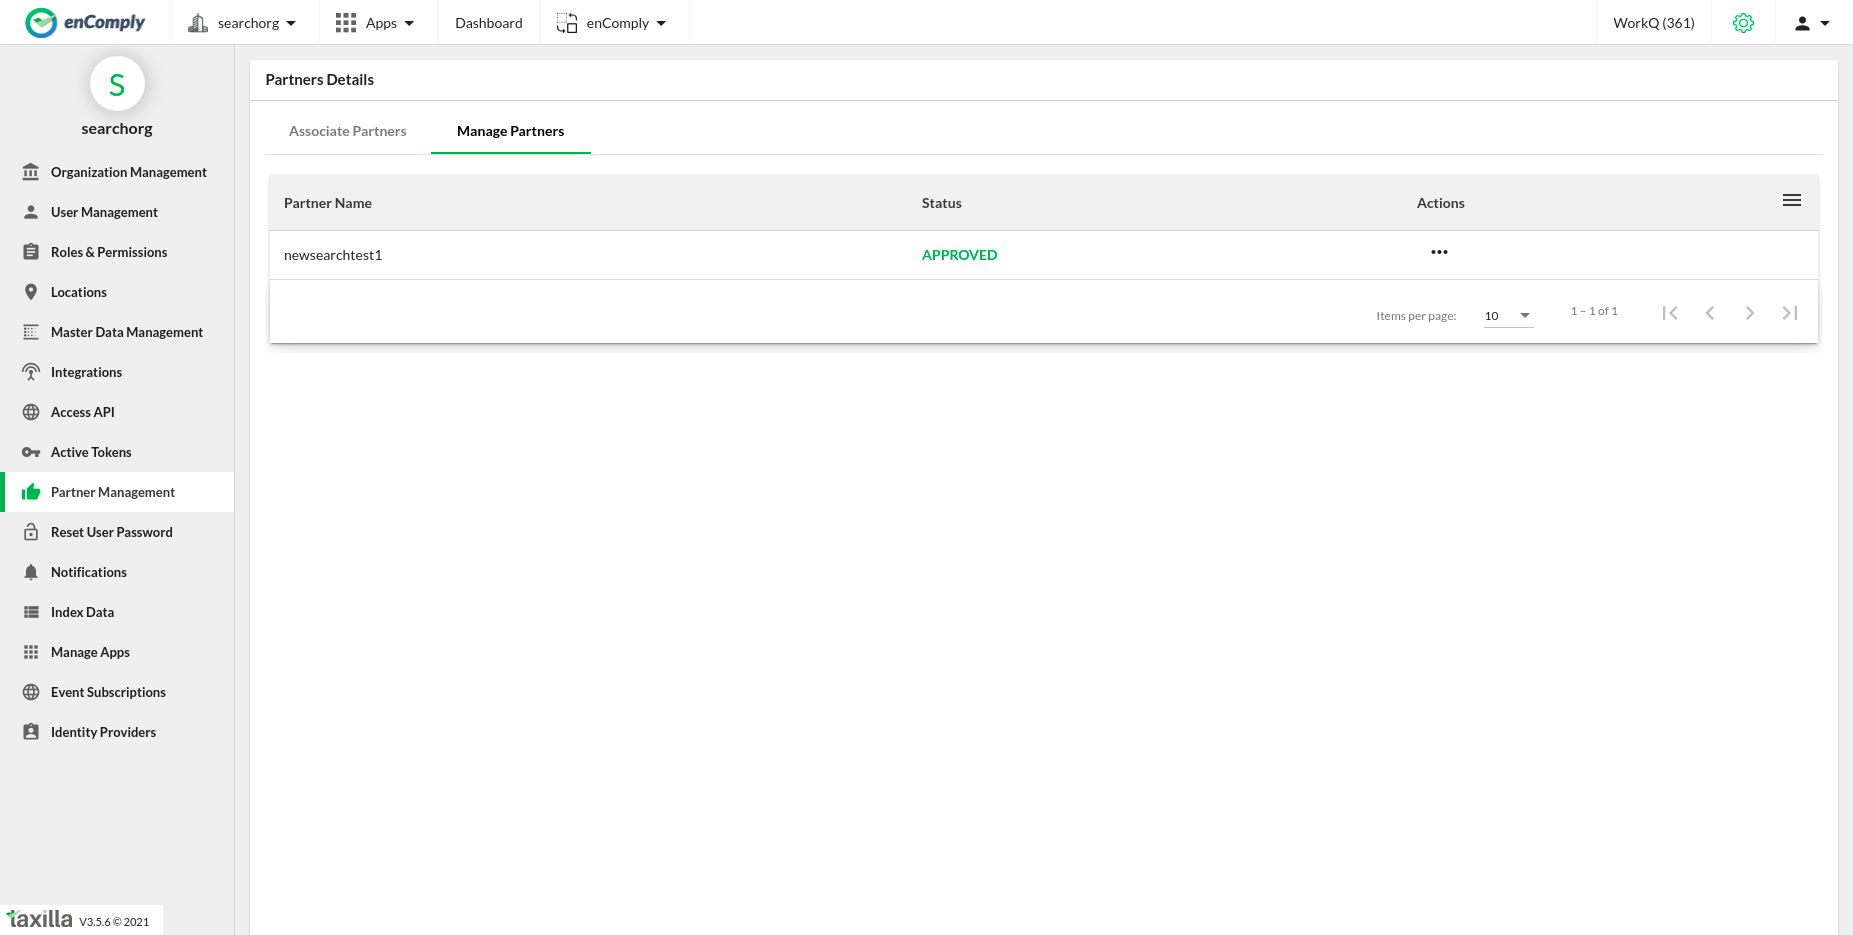 enComply
searchorg
Apps
Dashboard
enComply
WorkQ (361)
S
searchorg
Organization Management
User Management
Roles & Permissions
Locations
Master Data Management
Integrations
Access API
Active Tokens
Partner Management
Reset User Password
Notifications
Index Data
Manage Apps
Event Subscriptions
Identity Providers
taxilla V3.5.6 © 2021
Partners Details
Associate Partners Manage Partners
Partner Name Status Actions
newsearchtest1 APPROVED
Items per page: 10 1 – 1 of 1